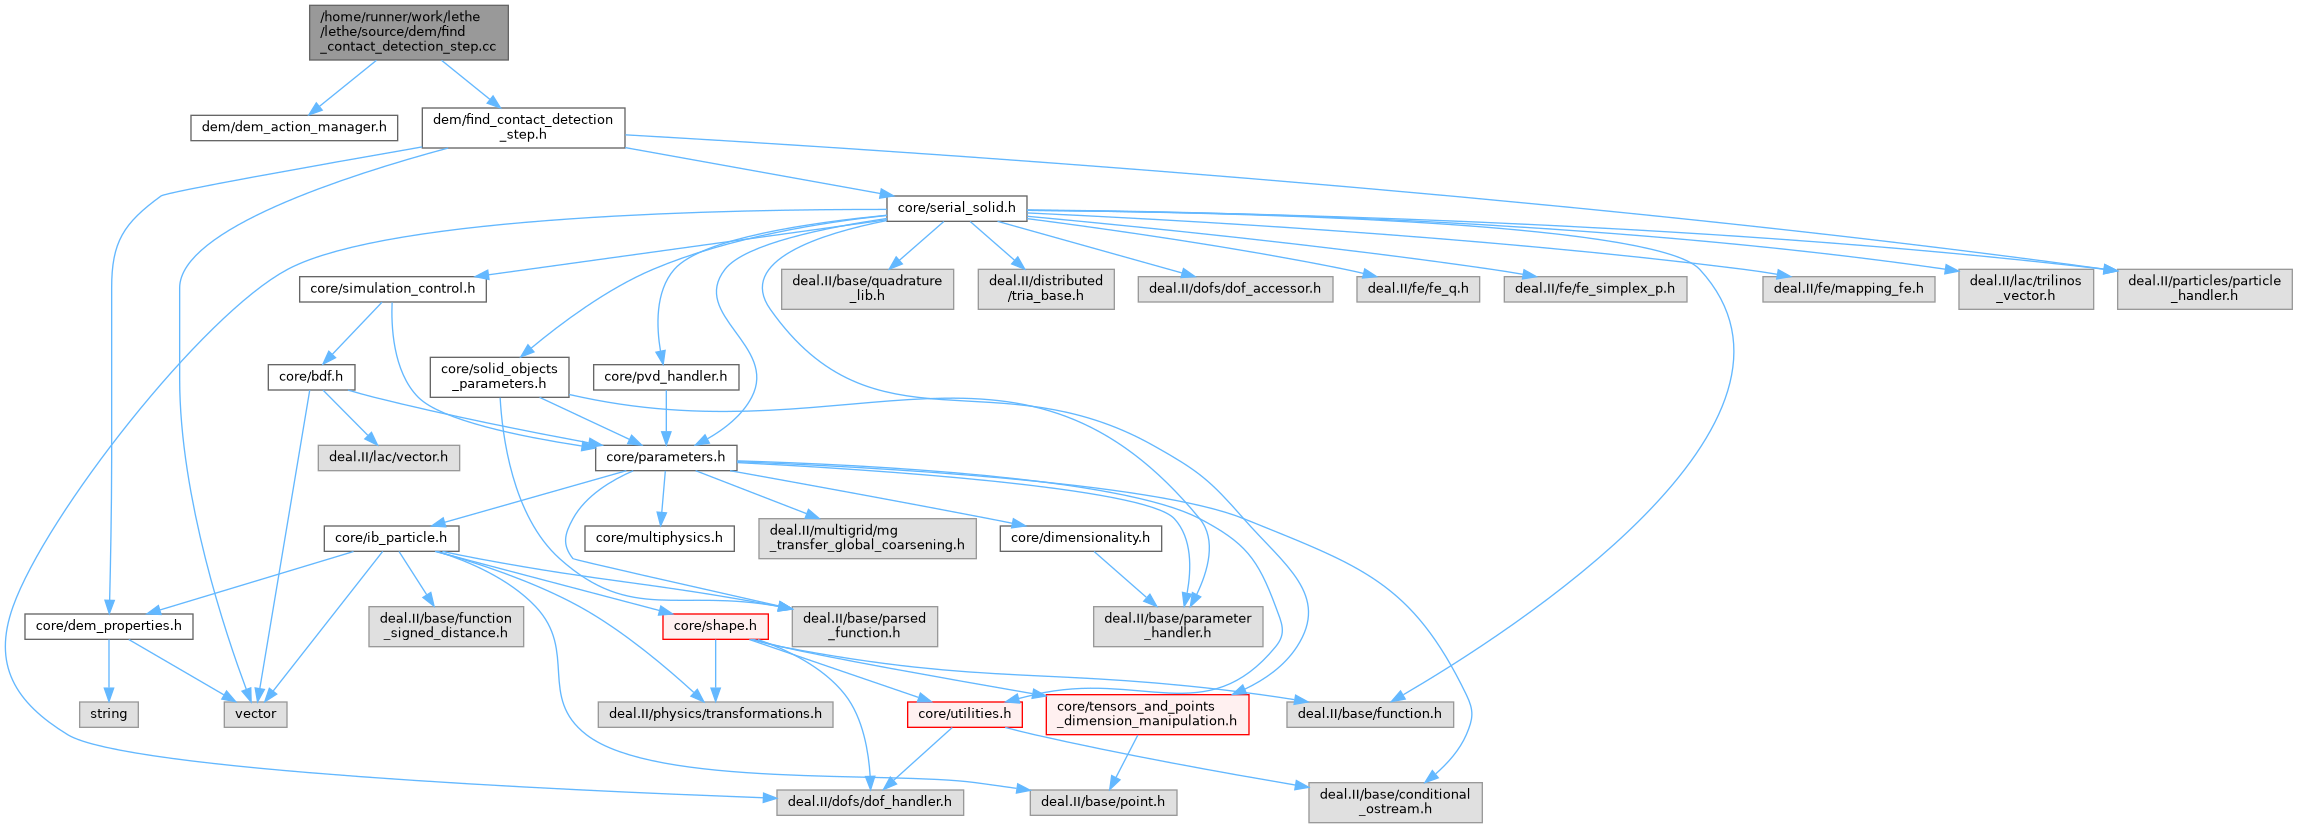 /home/runner/work/lethe
/lethe/source/dem/find
_contact_detection_step.cc
dem/dem_action_manager.h
dem/find_contact_detection
_step.h
core/serial_solid.h
core/simulation_control.h
deal.II/base/quadrature
_lib.h
deal.II/distributed
/tria_base.h
deal.II/dofs/dof_accessor.h
deal.II/fe/fe_q.h
deal.II/fe/fe_simplex_p.h
deal.II/fe/mapping_fe.h
deal.II/lac/trilinos
_vector.h
deal.II/particles/particle
_handler.h
core/bdf.h
core/solid_objects
_parameters.h
core/pvd_handler.h
deal.II/lac/vector.h
core/parameters.h
core/ib_particle.h
core/multiphysics.h
deal.II/multigrid/mg
_transfer_global_coarsening.h
core/dimensionality.h
core/dem_properties.h
deal.II/base/function
_signed_distance.h
core/shape.h
deal.II/base/parsed
_function.h
deal.II/base/parameter
_handler.h
string
vector
deal.II/physics/transformations.h
core/utilities.h
core/tensors_and_points
_dimension_manipulation.h
deal.II/base/function.h
deal.II/dofs/dof_handler.h
deal.II/base/point.h
deal.II/base/conditional
_ostream.h